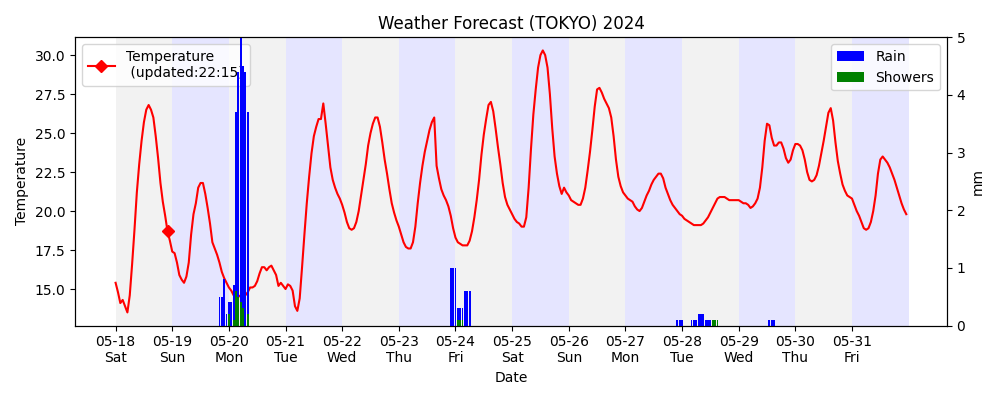 Weather Forecast (TOKYO) 2024
Temperature
(updated:22:15
Rain
Showers
30.0
27.5
25.0
22.5
20.0
17.5
15.0
Temperature
5
4
3
2
1
0
mm
05-18 05-19 05-20 05-21 05-22 05-23 05-24 05-25 05-26 05-27 05-28 05-29 05-30 05-31
Sat Sun Mon Tue Wed Thu Fri Sat Sun Mon Tue Wed Thu Fri
Date